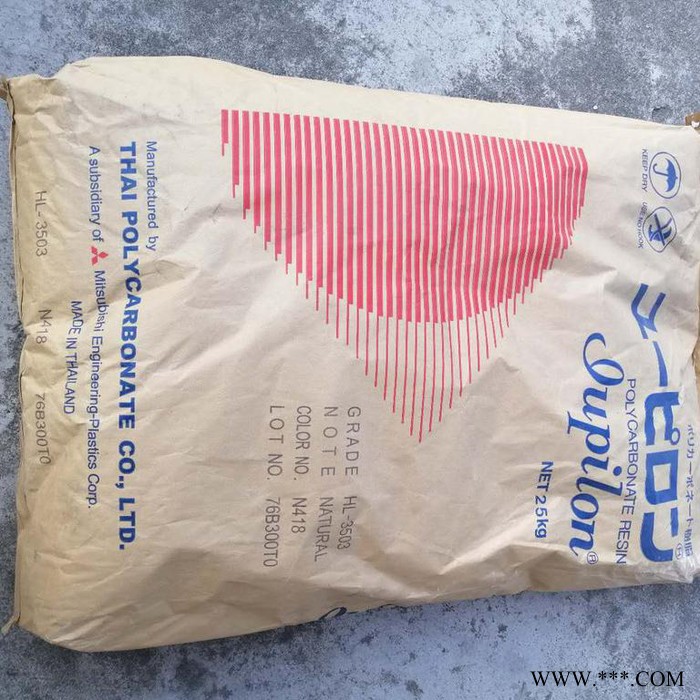 ポリカーボネート樹脂
ユーピロン®
POLYCARBONATE RESIN
Iupilon®
NET 25kg
KEEP DRY
USE NO HOOK
GRADE HL-3503
NOTE NATURAL
COLOR NO. N418
LOT NO. 76B300T0
Manufactured by
THAI POLYCARBONATE CO., LTD.
A subsidiary of Mitsubishi Engineering-Plastics Corp.
MADE IN THAILAND
HL-3503 N418 76B300T0
WWW.***.COM